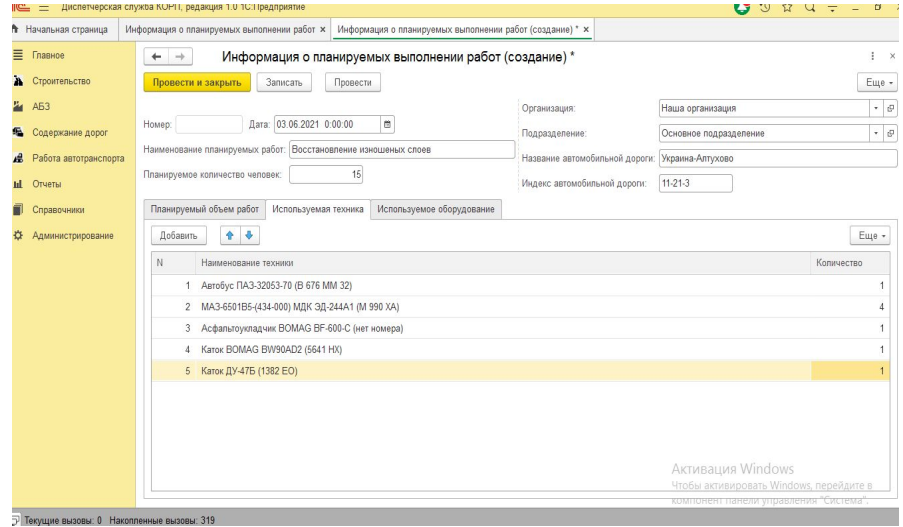 Диспетчерская служба КОРП, редакция 1.0 1С:Предприятие
Начальная страница
Информация о планируемых выполнении работ ×
Информация о планируемых выполнении работ (создание) * ×
Главное
Строительство
АБЗ
Содержание дорог
Работа автотранспорта
Отчеты
Справочники
Администрирование
Информация о планируемых выполнении работ (создание) *
Провести и закрыть
Записать
Провести
Еще
Номер:
Дата: 03.06.2021 0:00:00
Организация: Наша организация
Подразделение: Основное подразделение
Наименование планируемых работ: Восстановление изношеных слоев
Название автомобильной дороги: Украина-Алтухово
Планируемое количество человек: 15
Индекс автомобильной дороги: 11-21-3
Планируемый объем работ
Используемая техника
Используемое оборудование
Добавить
Еще
N Наименование техники Количество
1 Автобус ПАЗ-32053-70 (В 676 ММ 32) 1
2 МАЗ-6501В5-(434-000) МДК ЭД-244А1 (М 990 ХА) 4
3 Асфальтоукладчик BOMAG BF-600-C (нет номера) 1
4 Каток BOMAG BW90AD2 (5641 НХ) 1
5 Каток ДУ-47Б (1382 ЕО) 1
Активация Windows
Чтобы активировать Windows, перейдите в
компонент панели управления "Система".
Текущие вызовы: 0 Накопленные вызовы: 319